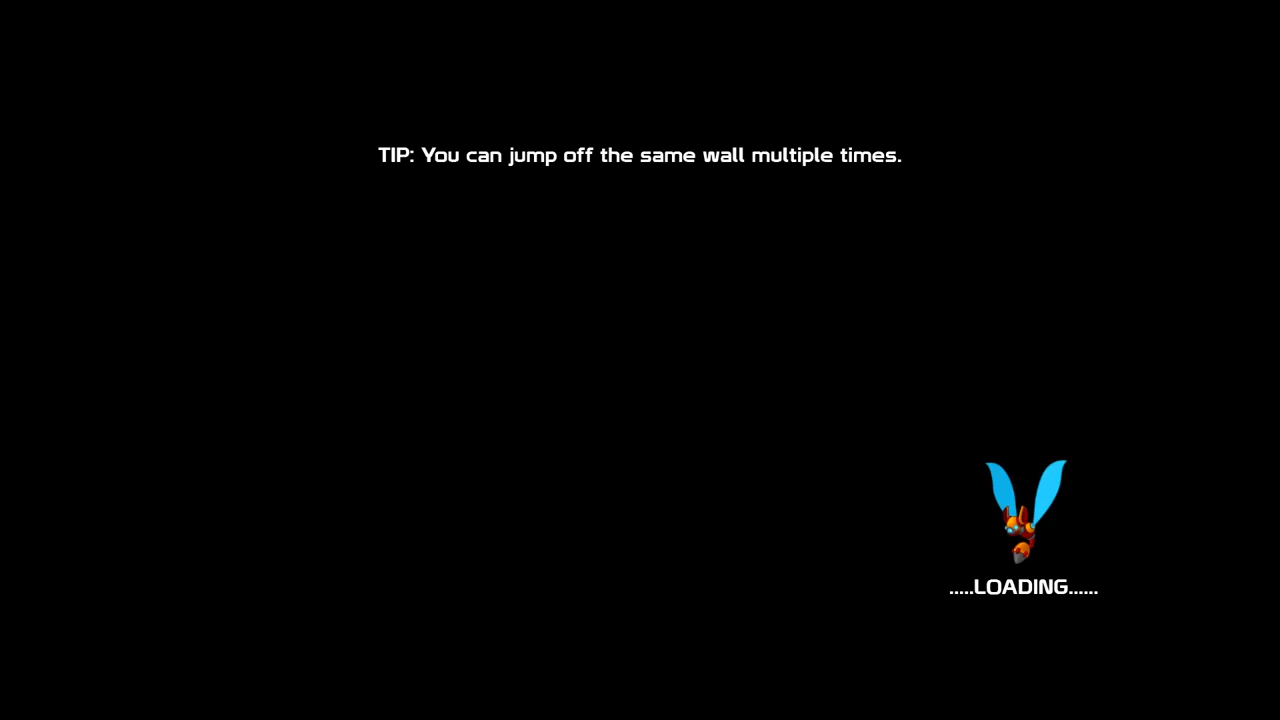 TIP: You can jump off the same wall multiple times.
.....LOADING......